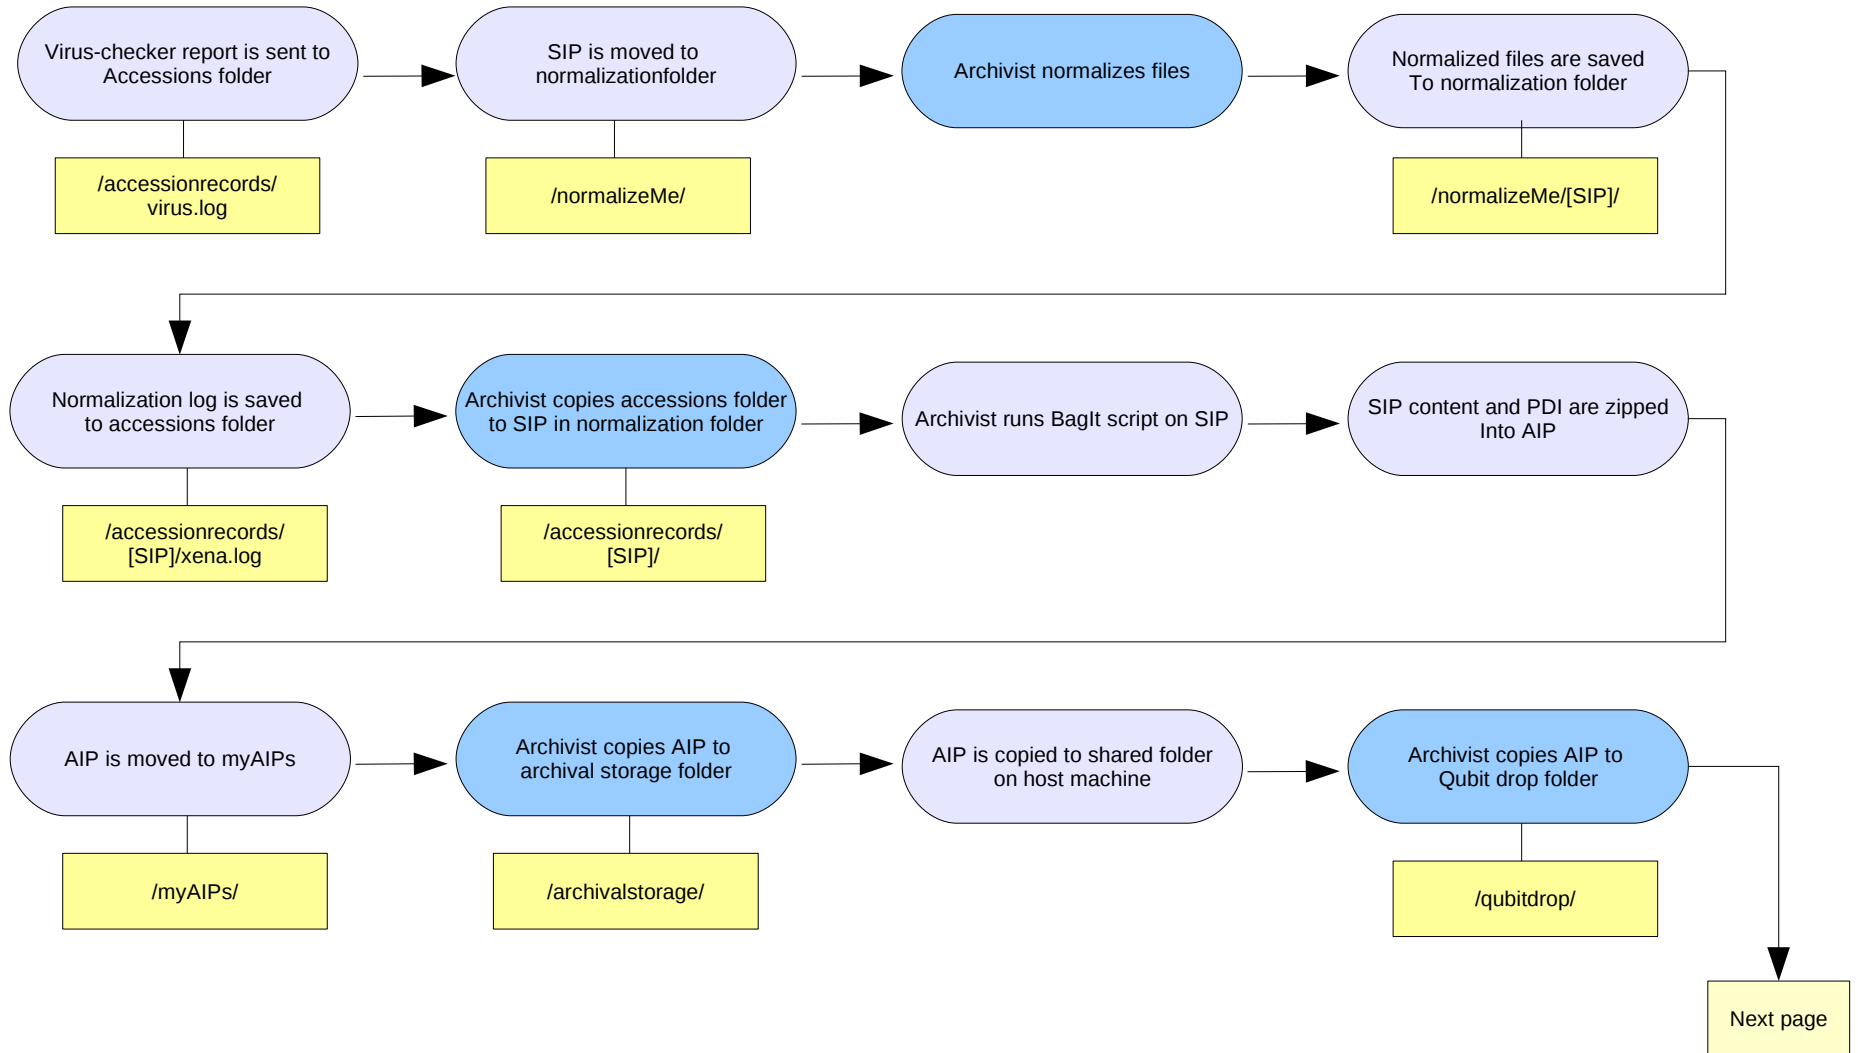 Virus-checker report is sent to
Accessions folder
SIP is moved to
normalizationfolder
Archivist normalizes files
Normalized files are saved
To normalization folder
/accessionrecords/
virus.log
/normalizeMe/
/normalizeMe/[SIP]/
Normalization log is saved
to accessions folder
Archivist copies accessions folder
to SIP in normalization folder
Archivist runs BagIt script on SIP
SIP content and PDI are zipped
Into AIP
/accessionrecords/
[SIP]/xena.log
/accessionrecords/
[SIP]/
AIP is moved to myAIPs
Archivist copies AIP to
archival storage folder
AIP is copied to shared folder
on host machine
Archivist copies AIP to
Qubit drop folder
/myAIPs/
/archivalstorage/
/qubitdrop/
Next page